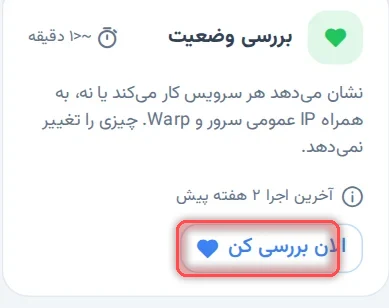 بررسی وضعیت
~<۱ دقیقه
نشان می‌دهد هر سرویس کار می‌کند یا نه، به
همراه IP عمومی سرور و Warp. چیزی را تغییر
نمی‌دهد.
آخرین اجرا ۲ هفته پیش
الان بررسی کن